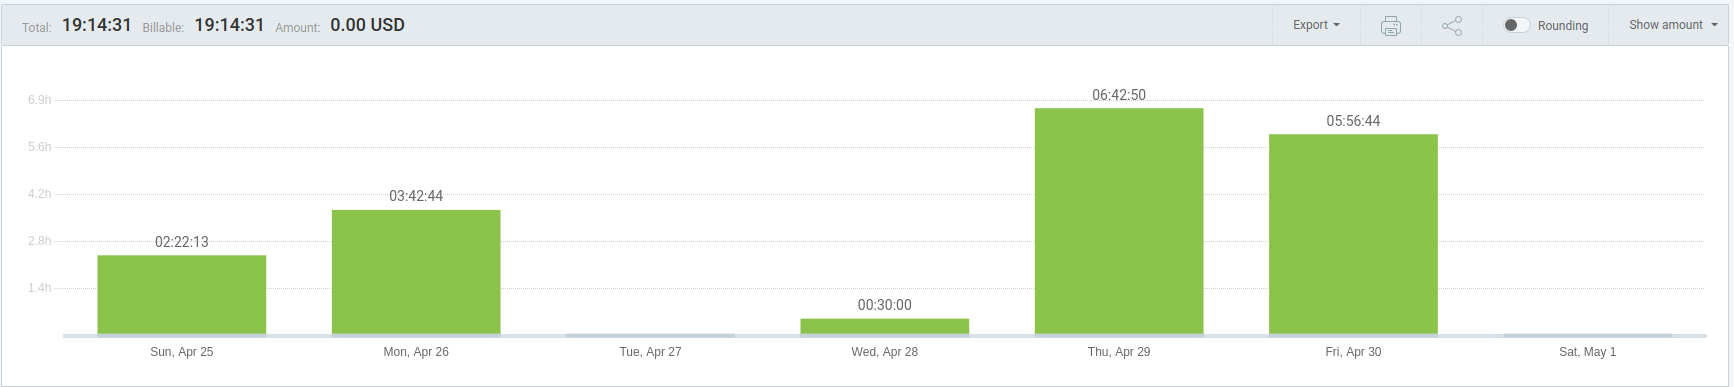 Total: 19:14:31 Billable: 19:14:31 Amount: 0.00 USD Export Rounding Show amount
6.9h
5.6h
4.2h
2.8h
1.4h
02:22:13
03:42:44
00:30:00
06:42:50
05:56:44
Sun, Apr 25 Mon, Apr 26 Tue, Apr 27 Wed, Apr 28 Thu, Apr 29 Fri, Apr 30 Sat, May 1